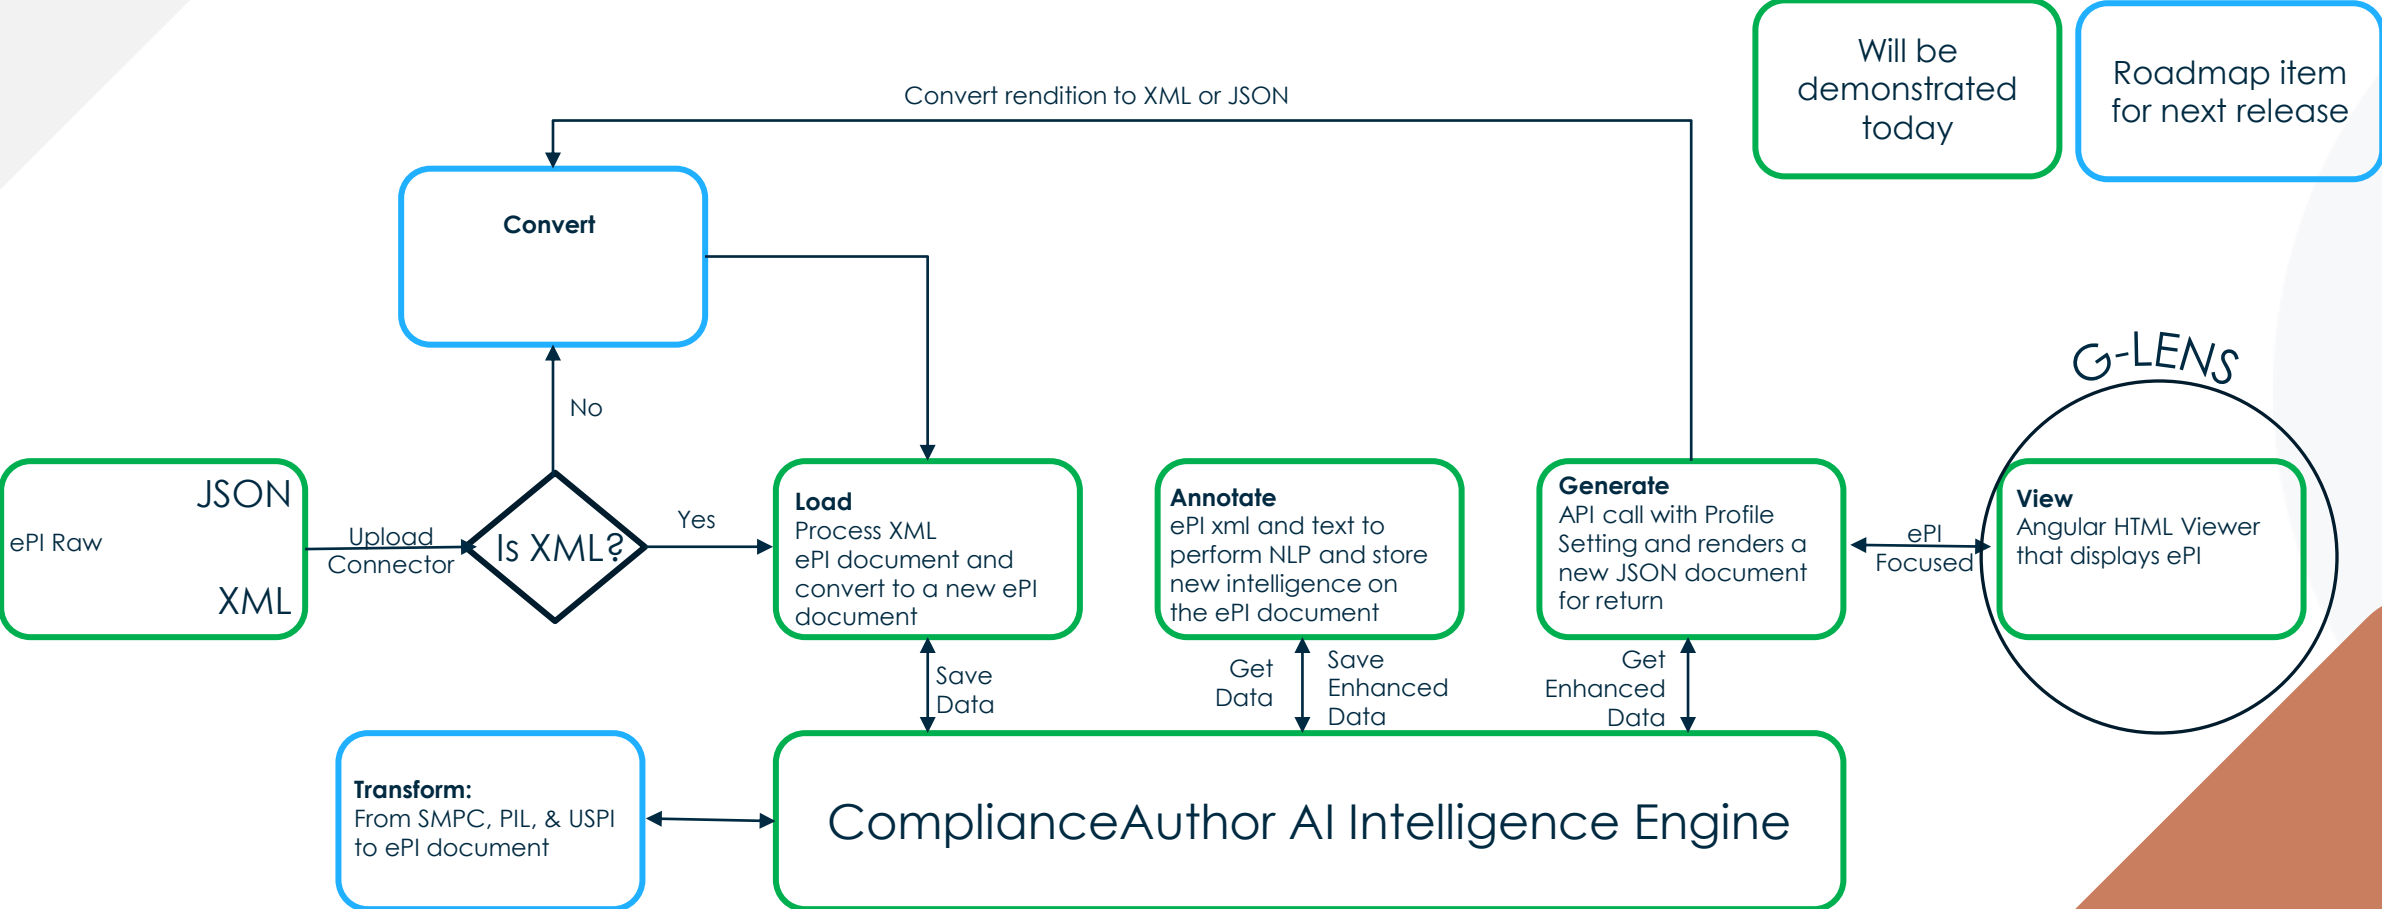 Will be
demonstrated
today
Roadmap item
for next release
Convert rendition to XML or JSON
Convert
G-LENS
No
JSON
ePI Raw
XML
Upload
Connector
Is XML?
Yes
Load
Process XML
ePI document and
convert to a new ePI
document
Annotate
ePI xml and text to
perform NLP and store
new intelligence on
the ePI document
Generate
API call with Profile
Setting and renders a
new JSON document
for return
ePI
Focused
View
Angular HTML Viewer
that displays ePI
Save
Data
Get
Data
Save
Enhanced
Data
Get
Enhanced
Data
Transform:
From SMPC, PIL, & USPI
to ePI document
ComplianceAuthor AI Intelligence Engine